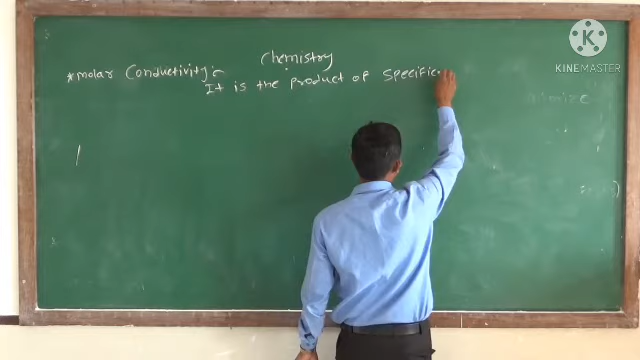 Chemistry
*molar Conductivity:-
It is the product of Specific
KINEMASTER